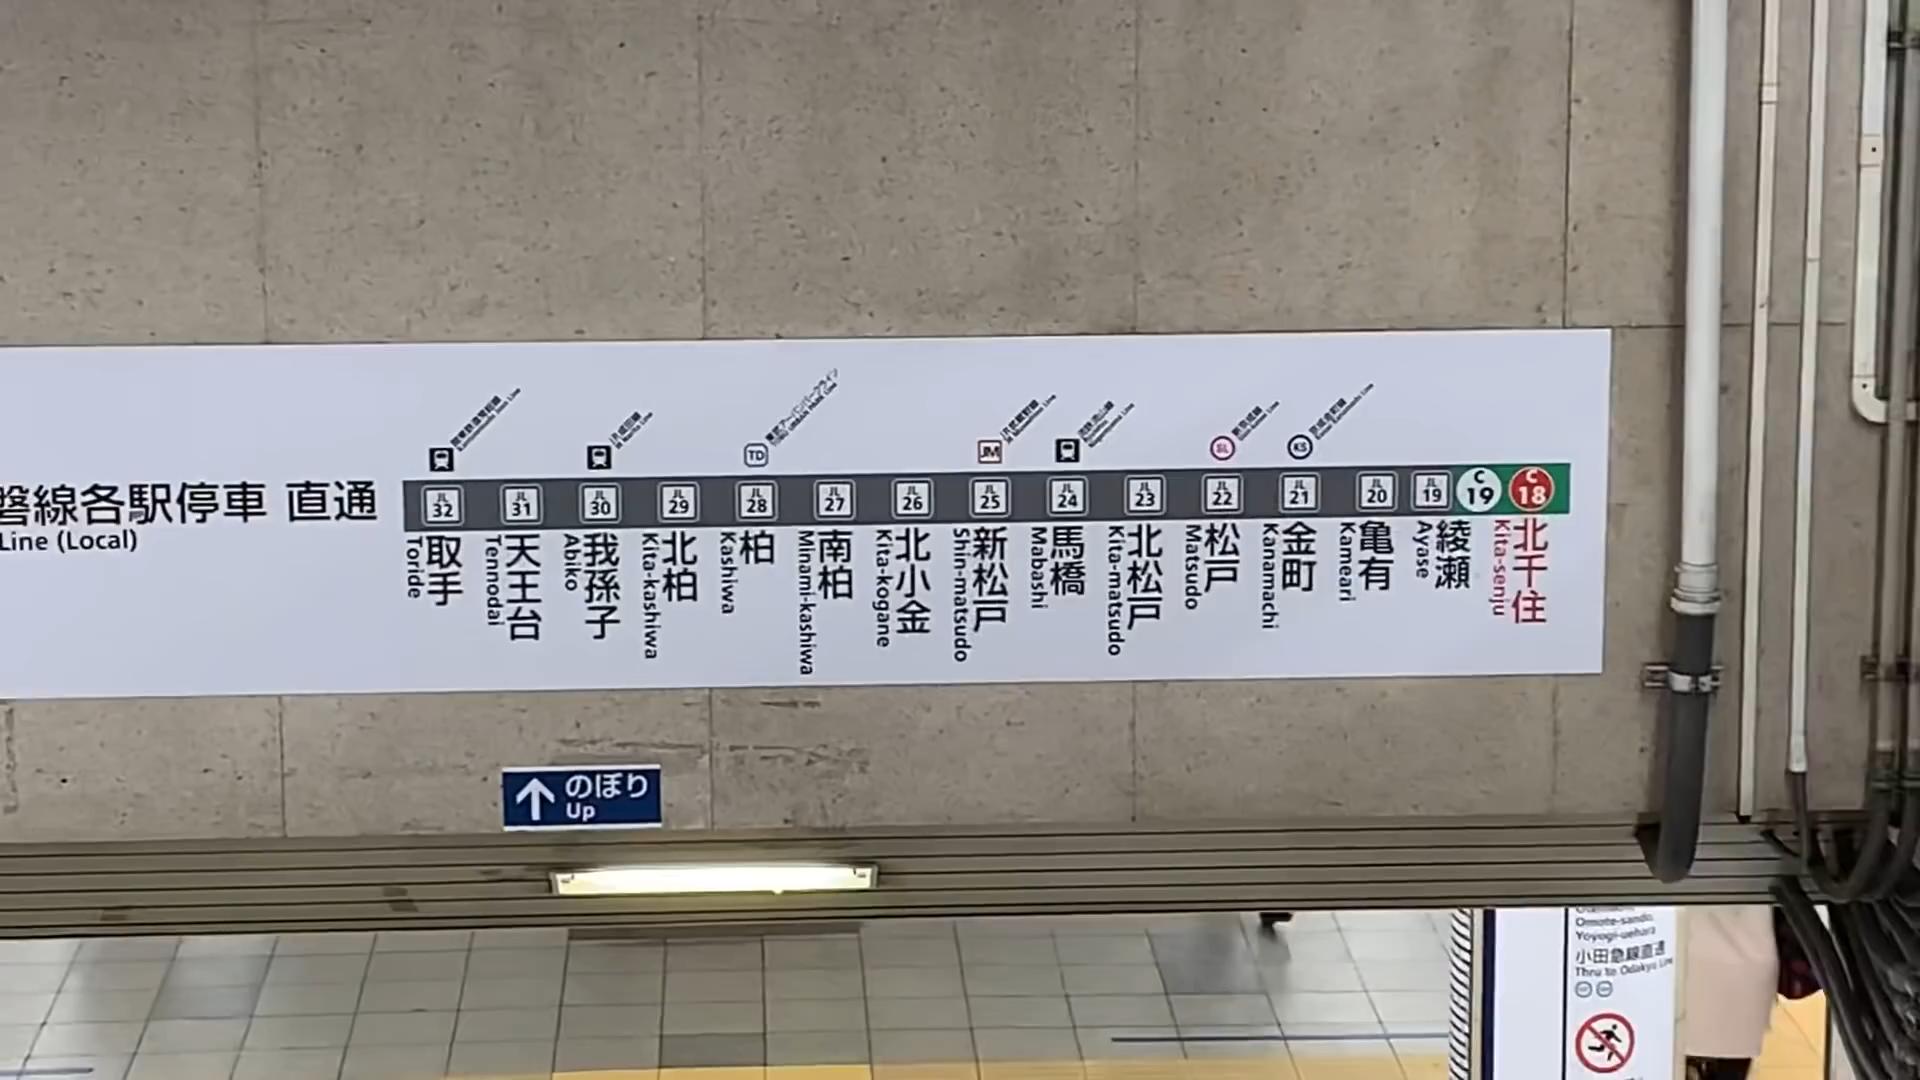 磐線各駅停車 直通
Line (Local)
TD
JM
SL
KS
JL
32
取手
Toride
JL
31
天王台
Tennodai
JL
30
我孫子
Abiko
JL
29
北柏
Kita-kashiwa
JL
28
柏
Kashiwa
JL
27
南柏
Minami-kashiwa
JL
26
北小金
Kita-kogane
JL
25
新松戸
Shin-matsudo
JL
24
馬橋
Mabashi
JL
23
北松戸
Kita-matsudo
JL
22
松戸
Matsudo
JL
21
金町
Kanamachi
JL
20
亀有
Kameari
JL
19
C
19
綾瀬
Ayase
C
18
北千住
Kita-senju
のぼり
Up
Omote-sando
Yoyogi-uehara
小田急線直通
Thru to Odakyu Line